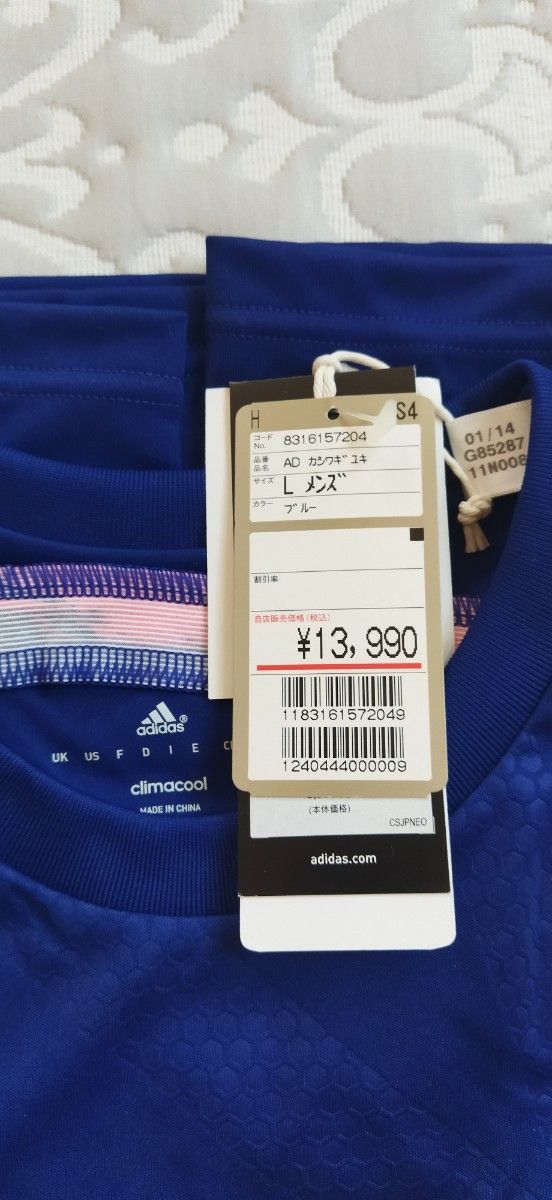 H S4
コード No. 8316157204
品番 品名 AD カシワギ ユキ
サイズ L メンズ
カラー ブルー
割引率
自店販売価格(税込)
¥13,990
1183161572049
1240444000009
(本体価格)
CSJPNEO
adidas.com
01/14
G85287
11N008
adidas®
UK US F D I E
climacool
MADE IN CHINA